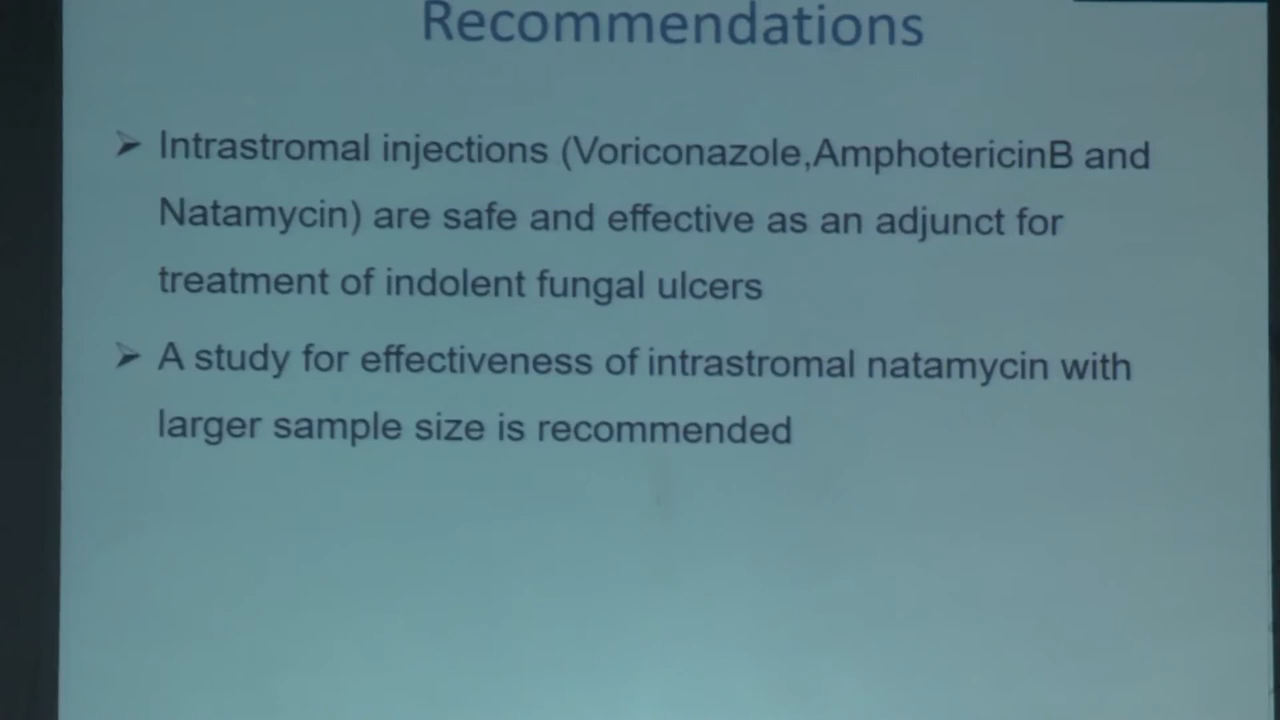 Recommendations
➢ Intrastromal injections (Voriconazole,AmphotericinB and
Natamycin) are safe and effective as an adjunct for
treatment of indolent fungal ulcers
➢ A study for effectiveness of intrastromal natamycin with
larger sample size is recommended